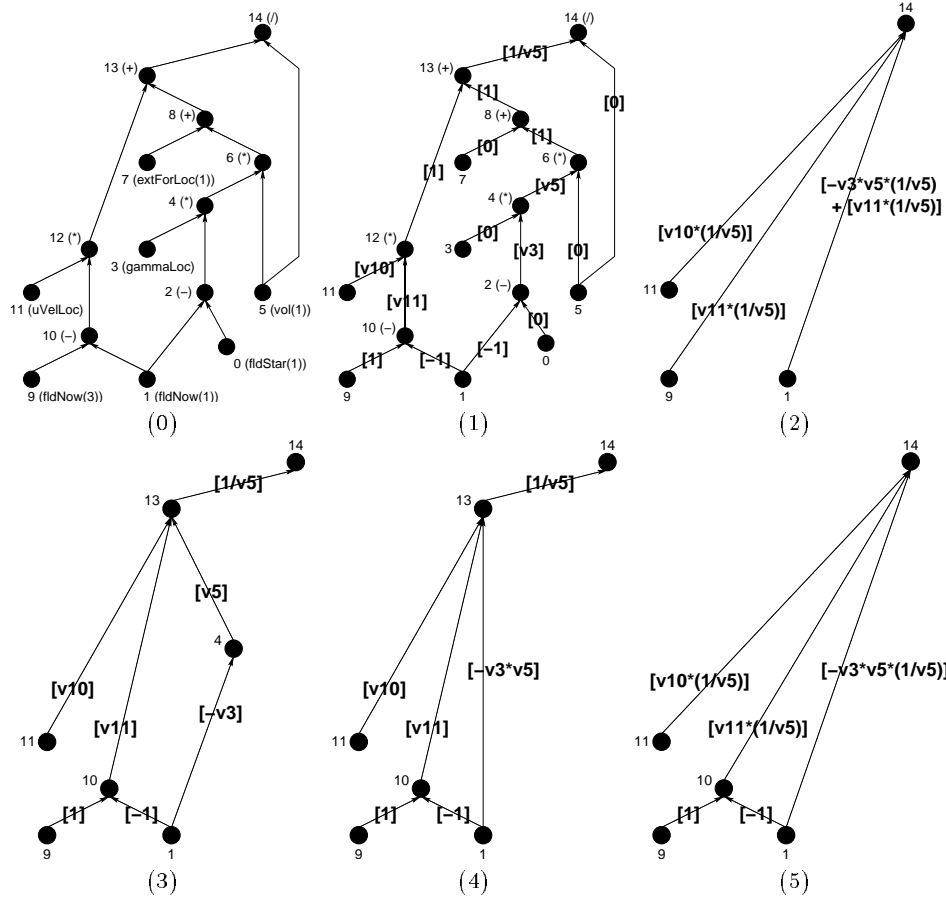 14 (/)
13 (+)
8 (+)
7 (extForLoc(1))
6 (*)
4 (*)
3 (gammaLoc)
12 (*)
11 (uVelLoc)
2 (−)
5 (vol(1))
10 (−)
0 (fldStar(1))
9 (fldNow(3))
1 (fldNow(1))
(0)
14 (/)
[1/v5]
13 (+)
[1]
[0]
8 (+)
[1]
[0]
7
6 (*)
[1]
[v5]
4 (*)
[0]
3
12 (*)
[v3]
[0]
[v10]
11
[v11]
2 (−)
5
10 (−)
[0]
0
[1]
[−1]
[−1]
9
1
(1)
14
[−v3*v5*(1/v5)
+ [v11*(1/v5)]
[v10*(1/v5)]
11
[v11*(1/v5)]
9
1
(2)
14
[1/v5]
13
[v5]
4
[v10]
[−v3]
[v11]
11
10
[1]
[−1]
9
1
(3)
14
[1/v5]
13
[−v3*v5]
[v10]
[v11]
11
10
[1]
[−1]
9
1
(4)
14
[v10*(1/v5)]
[−v3*v5*(1/v5)]
[v11*(1/v5)]
11
10
[1]
[−1]
9
1
(5)